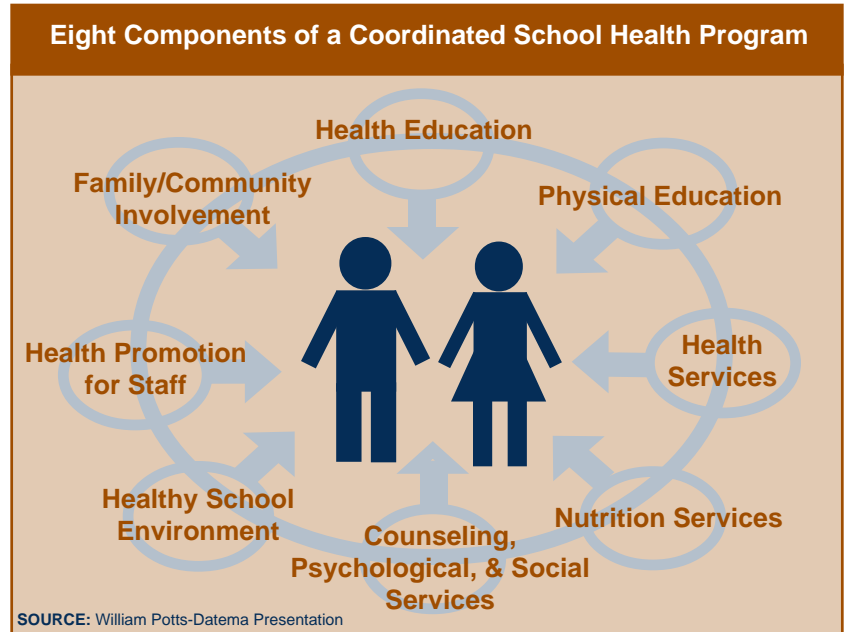 Eight Components of a Coordinated School Health Program
Health Education
Family/Community
Involvement
Physical Education
Health Promotion
for Staff
Health
Services
Healthy School
Environment
Nutrition Services
Counseling,
Psychological, & Social
Services
SOURCE: William Potts-Datema Presentation